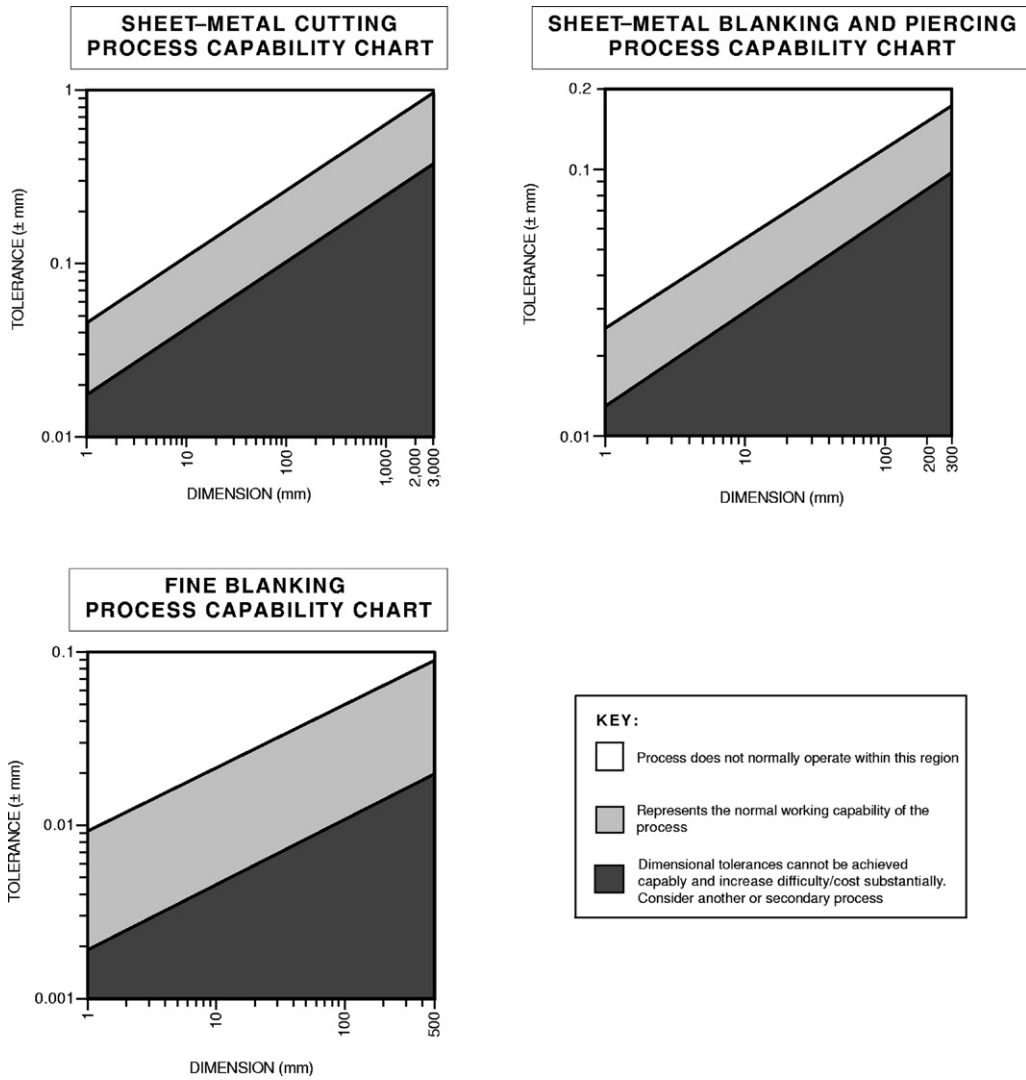 SHEET–METAL CUTTING
PROCESS CAPABILITY CHART
1
0.1
0.01
TOLERANCE (± mm)
1
10
100
1,000
2,000
3,000
DIMENSION (mm)
SHEET–METAL BLANKING AND PIERCING
PROCESS CAPABILITY CHART
0.2
0.1
0.01
TOLERANCE (± mm)
1
10
100
200
300
DIMENSION (mm)
FINE BLANKING
PROCESS CAPABILITY CHART
0.1
0.01
0.001
TOLERANCE (± mm)
1
10
100
500
DIMENSION (mm)
KEY:
Process does not normally operate within this region
Represents the normal working capability of the
process
Dimensional tolerances cannot be achieved
capably and increase difficulty/cost substantially.
Consider another or secondary process